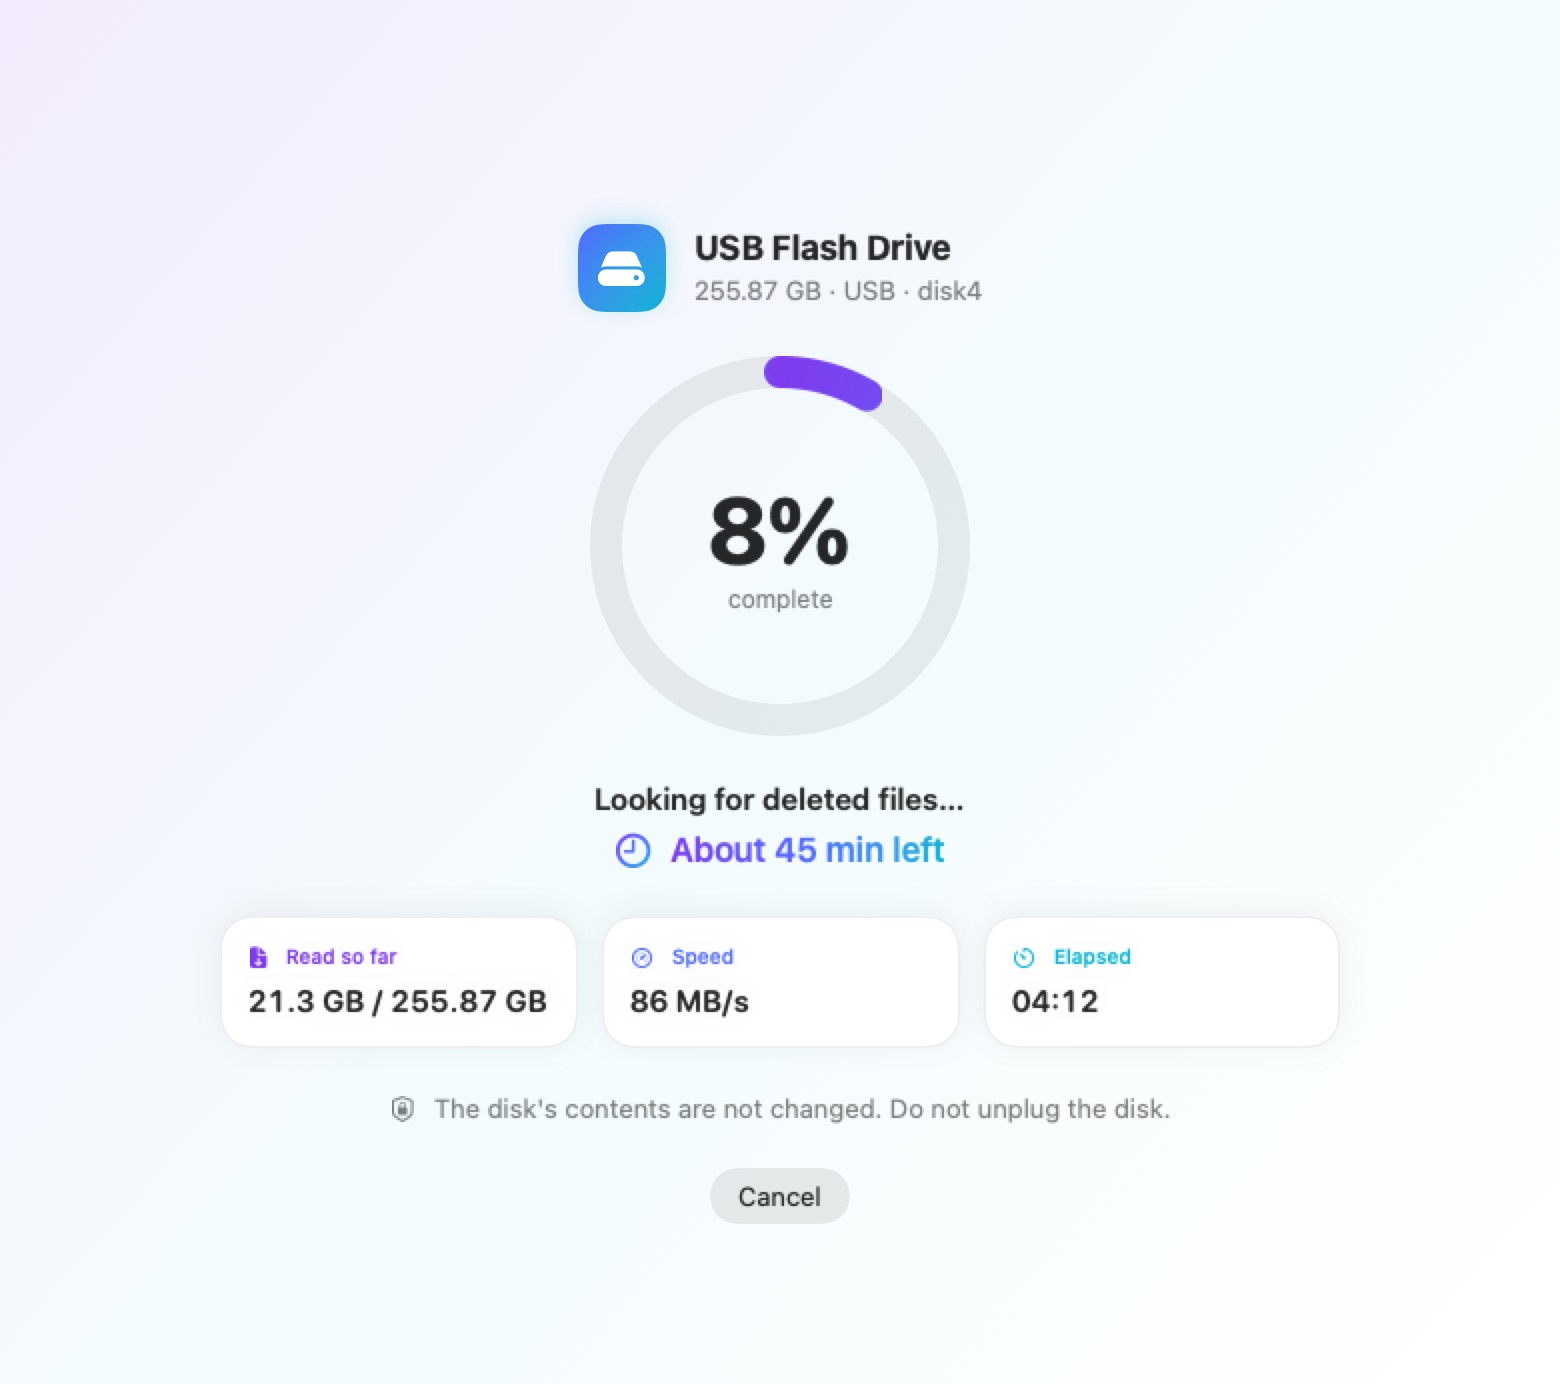 USB Flash Drive
255.87 GB · USB · disk4
8%
complete
Looking for deleted files...
About 45 min left
Read so far
21.3 GB / 255.87 GB
Speed
86 MB/s
Elapsed
04:12
The disk's contents are not changed. Do not unplug the disk.
Cancel